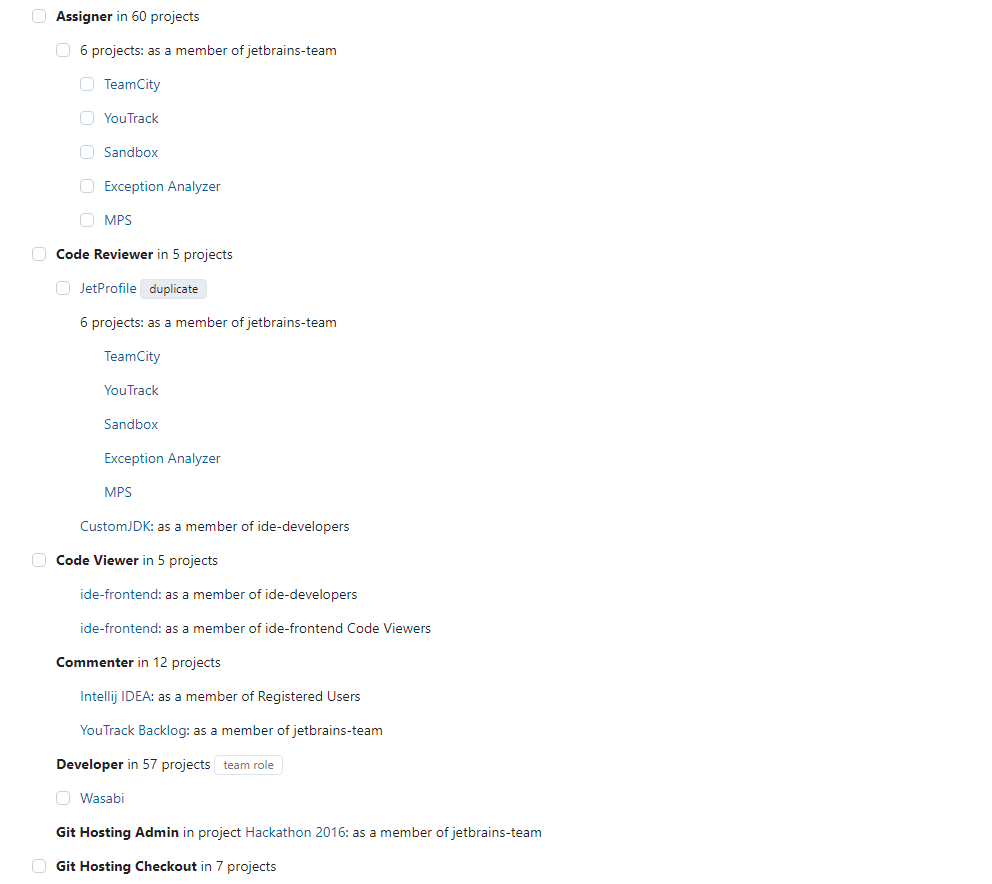 Assigner in 60 projects
6 projects: as a member of jetbrains-team
TeamCity
YouTrack
Sandbox
Exception Analyzer
MPS
Code Reviewer in 5 projects
JetProfile duplicate
6 projects: as a member of jetbrains-team
TeamCity
YouTrack
Sandbox
Exception Analyzer
MPS
CustomJDK: as a member of ide-developers
Code Viewer in 5 projects
ide-frontend: as a member of ide-developers
ide-frontend: as a member of ide-frontend Code Viewers
Commenter in 12 projects
Intellij IDEA: as a member of Registered Users
YouTrack Backlog: as a member of jetbrains-team
Developer in 57 projects team role
Wasabi
Git Hosting Admin in project Hackathon 2016: as a member of jetbrains-team
Git Hosting Checkout in 7 projects